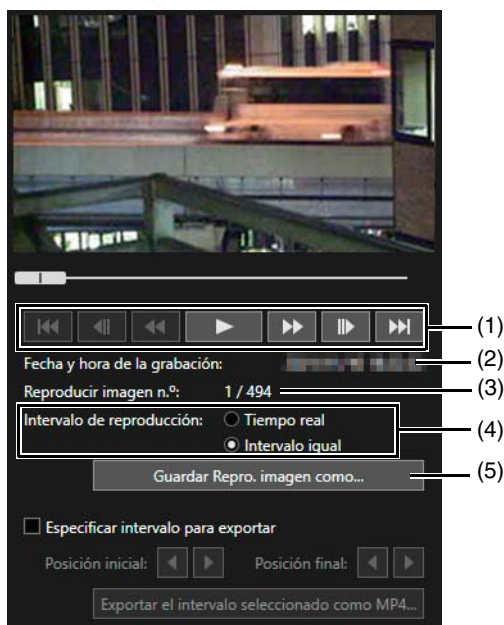 (1)
Fecha y hora de la grabación:
(2)
Reproducir imagen n.º: 1 / 494
(3)
Intervalo de reproducción: Tiempo real
(4)
Intervalo igual
Guardar Repro. imagen como...
(5)
Especificar intervalo para exportar
Posición inicial: Posición final:
Exportar el intervalo seleccionado como MP4...